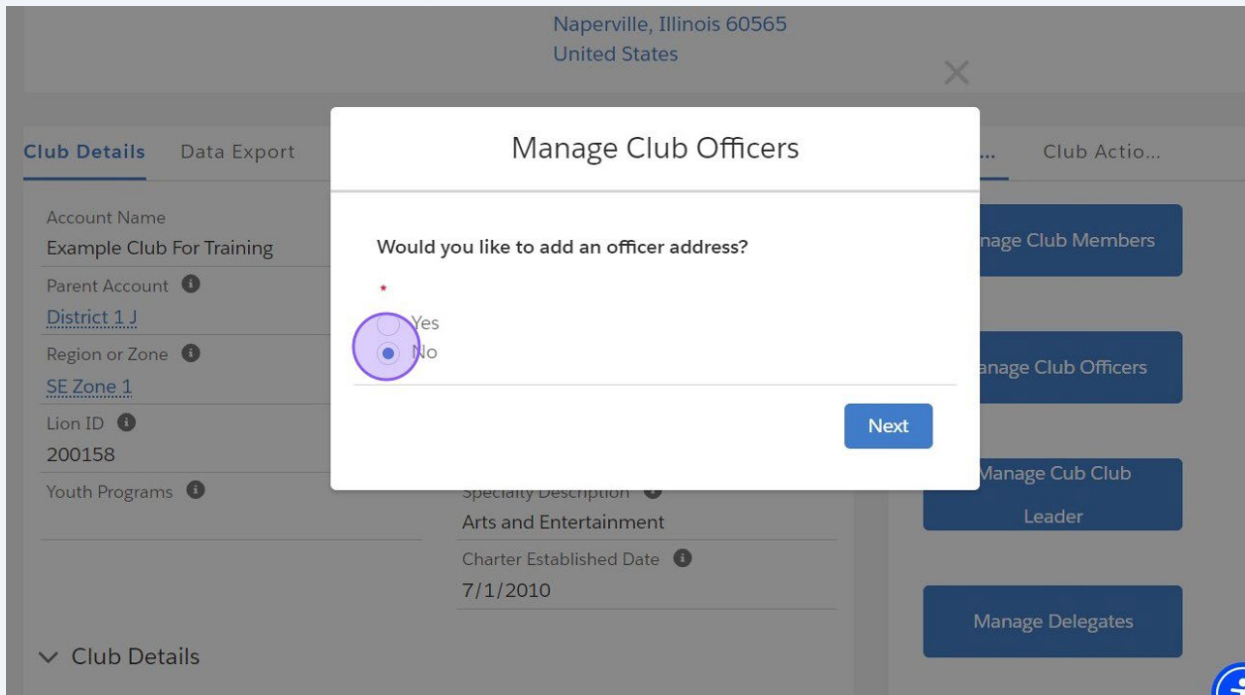 Naperville, Illinois 60565
United States
Club Details
Data Export
...
Club Actio...
Manage Club Officers
Account Name
Example Club For Training
Parent Account
District 1 J
Region or Zone
SE Zone 1
Lion ID
200158
Youth Programs
Would you like to add an officer address?
*
Yes
No
Next
Specialty Description
Arts and Entertainment
Charter Established Date
7/1/2010
Club Details
nage Club Members
anage Club Officers
Manage Cub Club
Leader
Manage Delegates